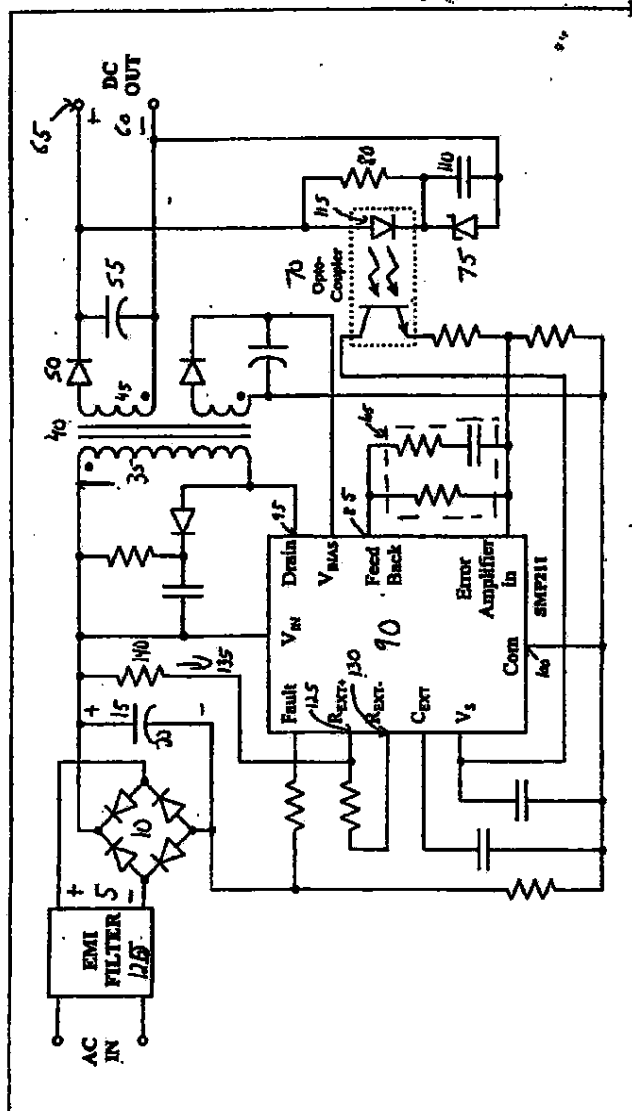 AC
IN
EMI
FILTER
120
+
5
-
10
+
15
-
20
140
135
35
40
45
50
55
65
+
DC
OUT
60
-
Fault
125
REXT+
REXT-
130
CEXT
VS
VIN
90
Drain
95
VBIAS
Feed
Back
85
Error
Amplifier
in
Com
100
SMP211
70
Opto-
Coupler
115
80
110
75